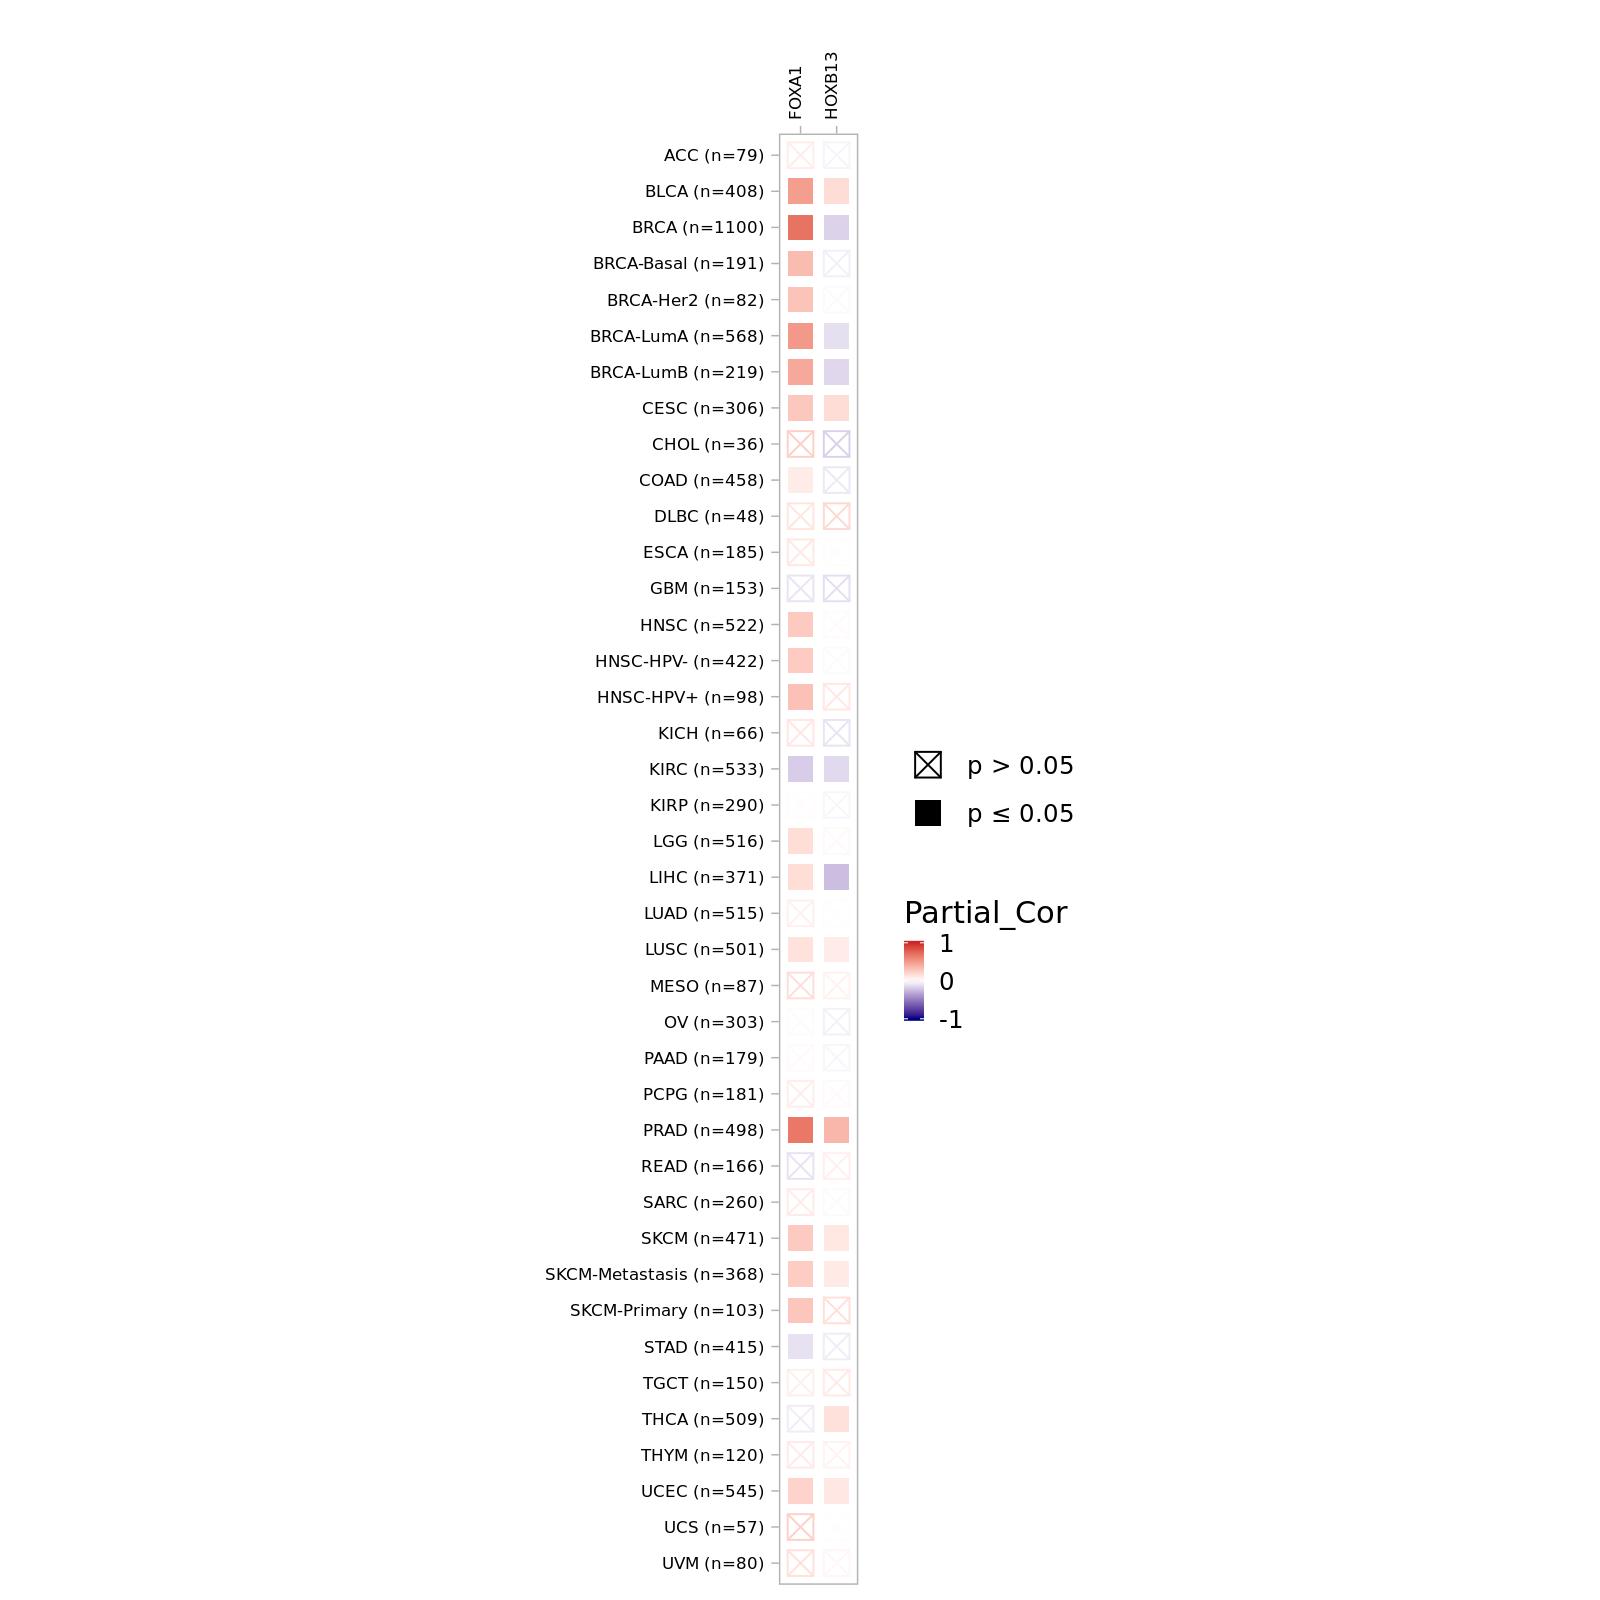 FOXA1
HOXB13
ACC (n=79)
BLCA (n=408)
BRCA (n=1100)
BRCA-Basal (n=191)
BRCA-Her2 (n=82)
BRCA-LumA (n=568)
BRCA-LumB (n=219)
CESC (n=306)
CHOL (n=36)
COAD (n=458)
DLBC (n=48)
ESCA (n=185)
GBM (n=153)
HNSC (n=522)
HNSC-HPV- (n=422)
HNSC-HPV+ (n=98)
KICH (n=66)
KIRC (n=533)
KIRP (n=290)
LGG (n=516)
LIHC (n=371)
LUAD (n=515)
LUSC (n=501)
MESO (n=87)
OV (n=303)
PAAD (n=179)
PCPG (n=181)
PRAD (n=498)
READ (n=166)
SARC (n=260)
SKCM (n=471)
SKCM-Metastasis (n=368)
SKCM-Primary (n=103)
STAD (n=415)
TGCT (n=150)
THCA (n=509)
THYM (n=120)
UCEC (n=545)
UCS (n=57)
UVM (n=80)
p > 0.05
p ≤ 0.05
Partial_Cor
1
0
-1